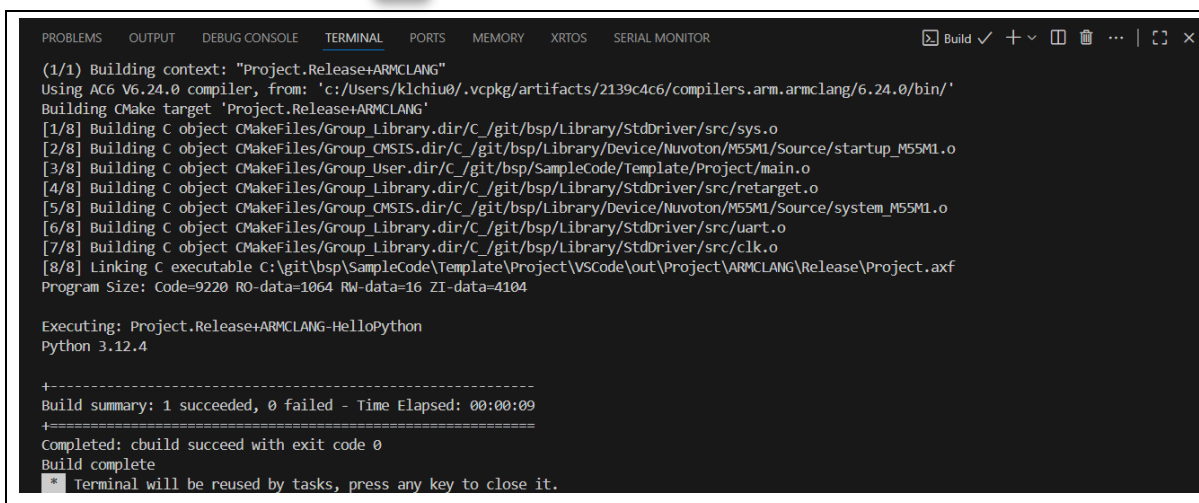 PROBLEMS OUTPUT DEBUG CONSOLE TERMINAL PORTS MEMORY XRTOS SERIAL MONITOR Build
(1/1) Building context: "Project.Release+ARMCLANG"
Using AC6 V6.24.0 compiler, from: 'c:/Users/klchiu0/.vcpkg/artifacts/2139c4c6/compilers.arm.armclang/6.24.0/bin/'
Building CMake target 'Project.Release+ARMCLANG'
[1/8] Building C object CMakeFiles/Group_Library.dir/C_/git/bsp/Library/StdDriver/src/sys.o
[2/8] Building C object CMakeFiles/Group_CMSIS.dir/C_/git/bsp/Library/Device/Nuvoton/M55M1/Source/startup_M55M1.o
[3/8] Building C object CMakeFiles/Group_User.dir/C_/git/bsp/SampleCode/Template/Project/main.o
[4/8] Building C object CMakeFiles/Group_Library.dir/C_/git/bsp/Library/StdDriver/src/retarget.o
[5/8] Building C object CMakeFiles/Group_CMSIS.dir/C_/git/bsp/Library/Device/Nuvoton/M55M1/Source/system_M55M1.o
[6/8] Building C object CMakeFiles/Group_Library.dir/C_/git/bsp/Library/StdDriver/src/uart.o
[7/8] Building C object CMakeFiles/Group_Library.dir/C_/git/bsp/Library/StdDriver/src/clk.o
[8/8] Linking C executable C:\git\bsp\SampleCode\Template\Project\VSCode\out\Project\ARMCLANG\Release\Project.axf
Program Size: Code=9220 RO-data=1064 RW-data=16 ZI-data=4104
Executing: Project.Release+ARMCLANG-HelloPython
Python 3.12.4
+------------------------------------------------------------
Build summary: 1 succeeded, 0 failed - Time Elapsed: 00:00:09
+============================================================
Completed: cbuild succeed with exit code 0
Build complete
* Terminal will be reused by tasks, press any key to close it.